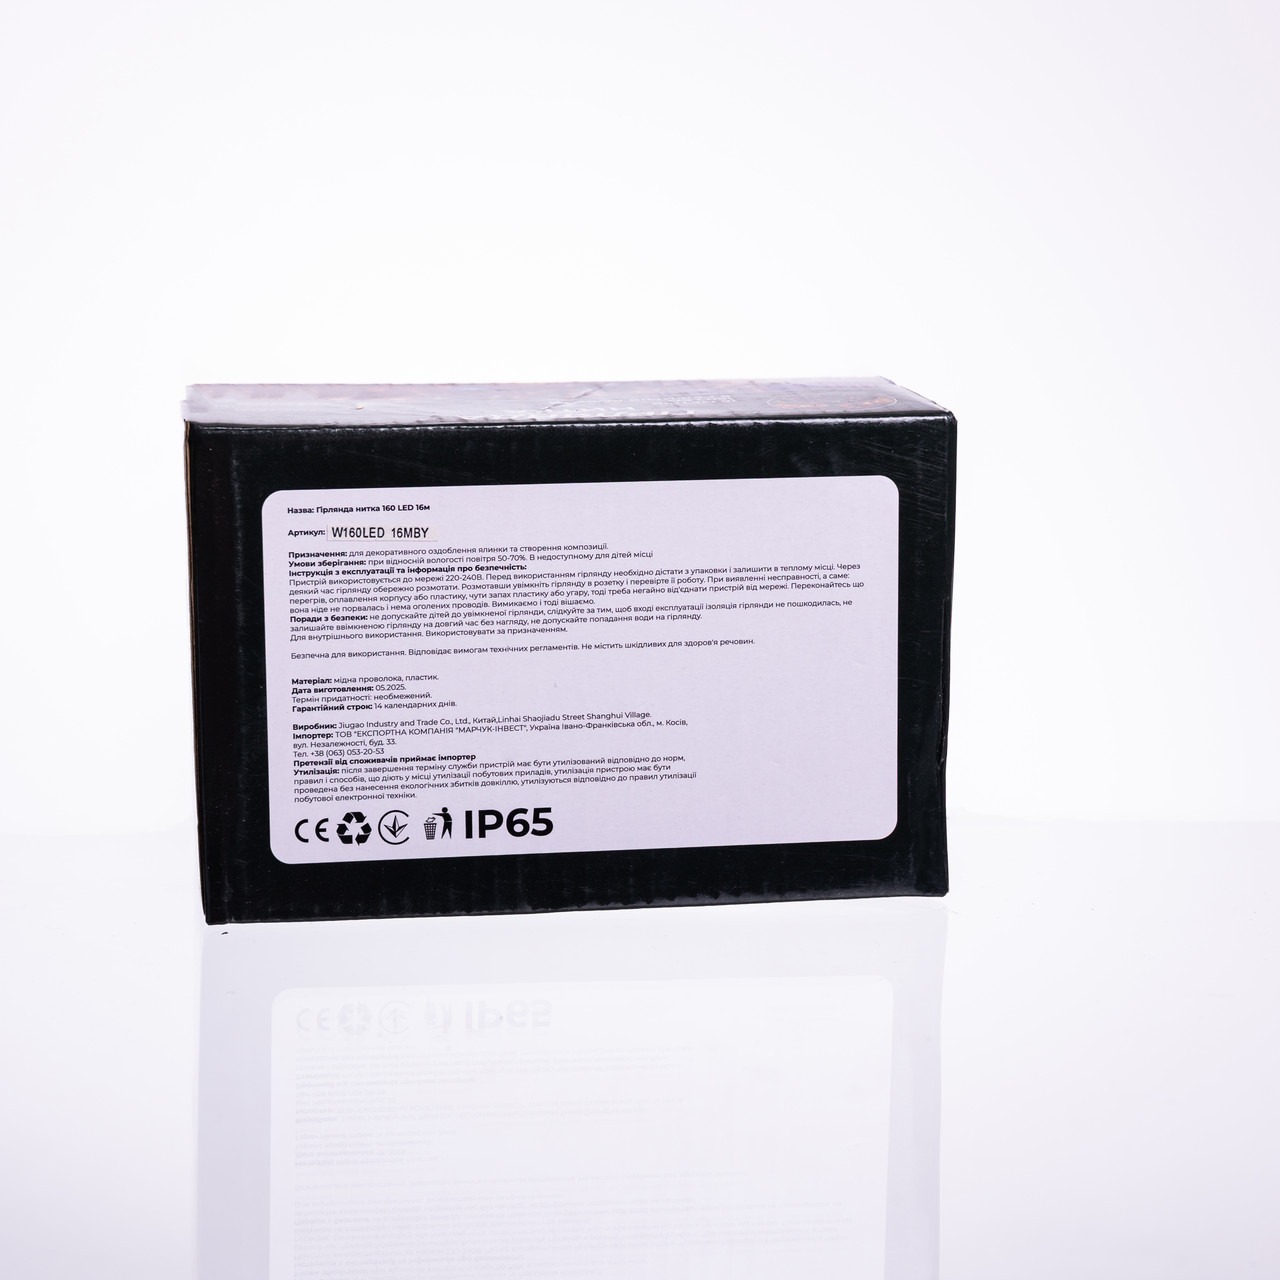 Назва: Гірлянда нитка 160 LED 16м
Артикул: W160LED 16MBY
Призначення: для декоративного оздоблення ялинки та створення композиції.
Умови зберігання: при відносній вологості повітря 50-70%. В недоступному для дітей місці
Інструкція з експлуатації та інформація про безпечність:
Пристрій використовується до мережі 220-240В. Перед використанням гірлянду необхідно дістати з упаковки і залишити в теплому місці. Через
деякий час гірлянду обережно розмотати. Розмотавши увімкніть гірлянду в розетку і перевірте її роботу. При виявленні несправності, а саме:
перегрів, оплавлення корпусу або пластику, чути запах пластику або угару, тоді треба негайно від'єднати пристрій від мережі. Переконайтесь що
вона ніде не порвалась і нема оголених проводів. Вимикаємо і тоді вішаємо.
Поради з безпеки: не допускайте дітей до увімкненої гірлянди, слідкуйте за тим, щоб вході експлуатації ізоляція гірлянди не пошкодилась, не
залишайте ввімкненою гірлянду на довгий час без нагляду, не допускайте попадання води на гірлянду.
Для внутрішнього використання. Використовувати за призначенням.
Безпечна для використання. Відповідає вимогам технічних регламентів. Не містить шкідливих для здоров'я речовин.
Матеріал: мідна проволока, пластик.
Дата виготовлення: 05.2025.
Термін придатності: необмежений.
Гарантійний строк: 14 календарних днів.
Виробник: Jiugao Industry and Trade Co., Ltd., Китай,Linhai Shaojiadu Street Shanghui Village.
Імпортер: ТОВ "ЕКСПОРТНА КОМПАНІЯ "МАРЧУК-ІНВЕСТ", Україна Івано-Франківська обл., м. Косів,
вул. Незалежності, буд. 33.
Тел. +38 (063) 053-20-53
Претензії від споживачів приймає імпортер
Утилізація: після завершення терміну служби пристрій має бути утилізований відповідно до норм,
правил і способів, що діють у місці утилізації побутових приладів, утилізація пристрою має бути
проведена без нанесення екологічних збитків довкіллю, утилізуються відповідно до правил утилізації
побутової електронної техніки.
CE IP65